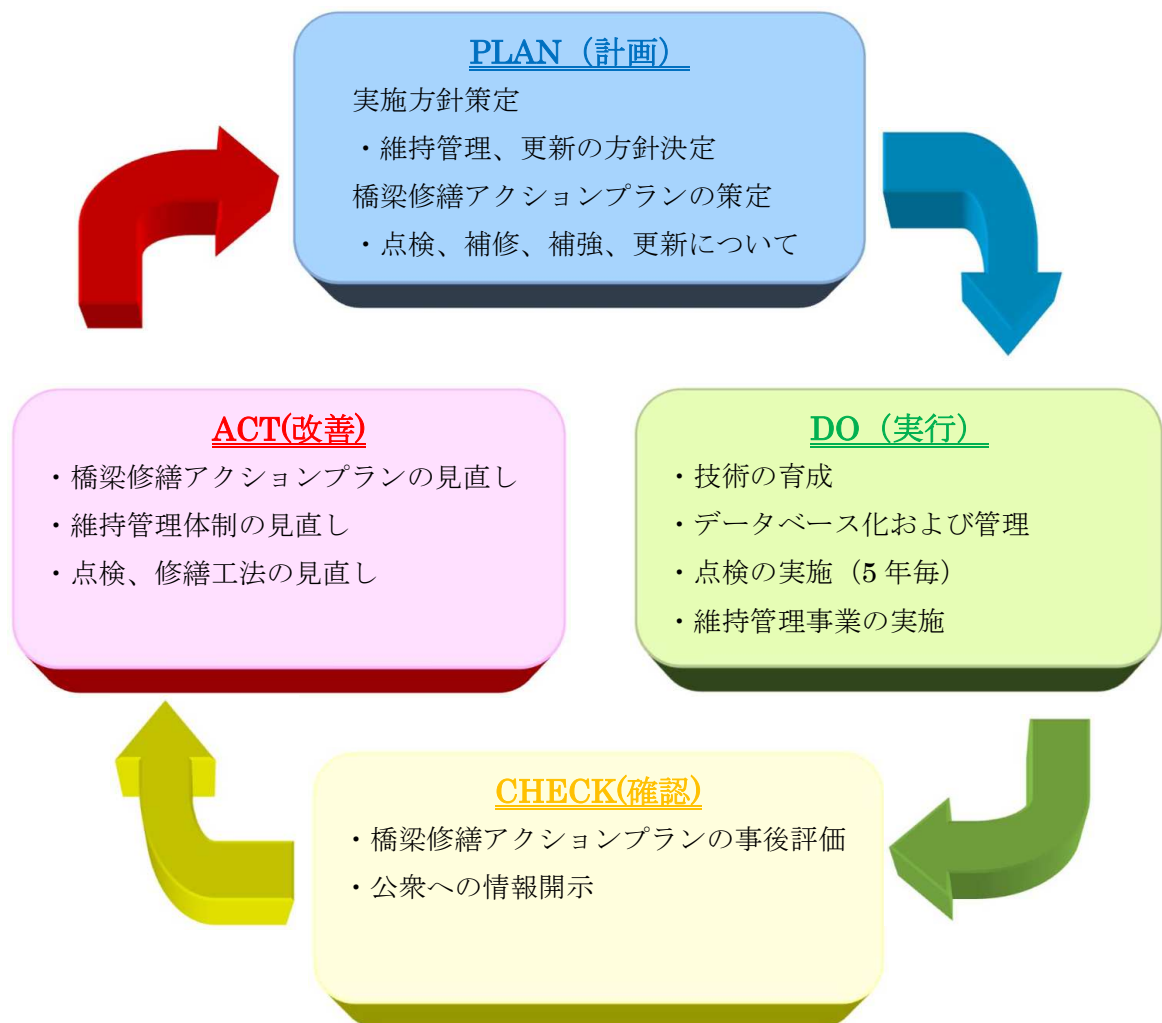 PLAN（計画）
実施方針策定
・維持管理、更新の方針決定
橋梁修繕アクションプランの策定
・点検、補修、補強、更新について
ACT(改善)
・橋梁修繕アクションプランの見直し
・維持管理体制の見直し
・点検、修繕工法の見直し
DO（実行）
・技術の育成
・データベース化および管理
・点検の実施（5 年毎）
・維持管理事業の実施
CHECK(確認)
・橋梁修繕アクションプランの事後評価
・公衆への情報開示